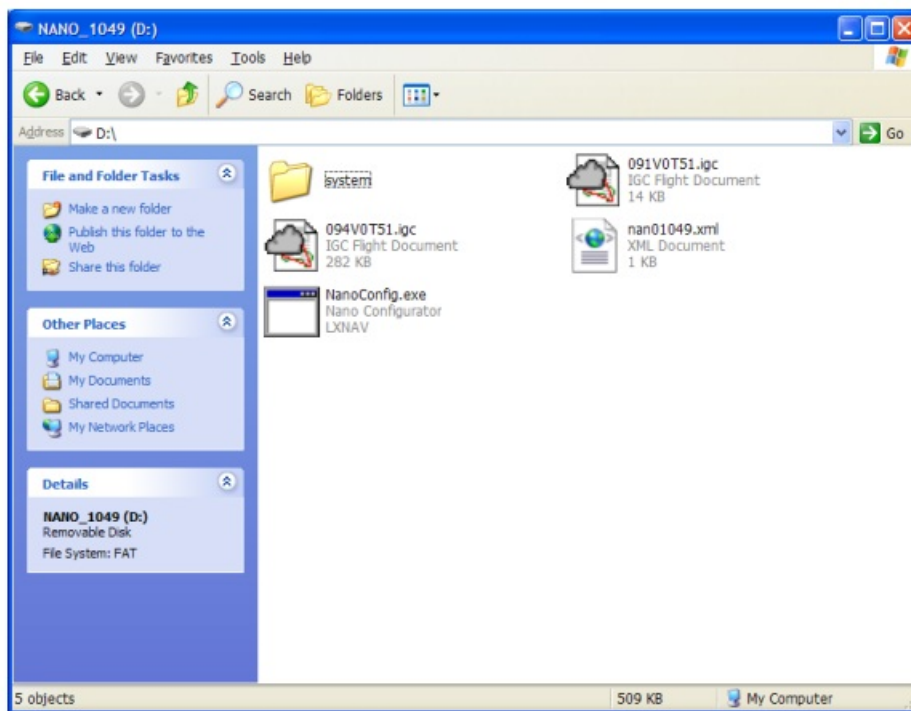 NANO_1049 (D:)
File Edit View Favorites Tools Help
Back Search Folders
Address D:\ Go
File and Folder Tasks
Make a new folder
Publish this folder to the
Web
Share this folder
Other Places
My Computer
My Documents
Shared Documents
My Network Places
Details
NANO_1049 (D:)
Removable Disk
File System: FAT
system
091V0T51.igc
IGC Flight Document
14 KB
094V0T51.igc
IGC Flight Document
282 KB
nan01049.xml
XML Document
1 KB
NanoConfig.exe
Nano Configurator
LXNAV
5 objects 509 KB My Computer